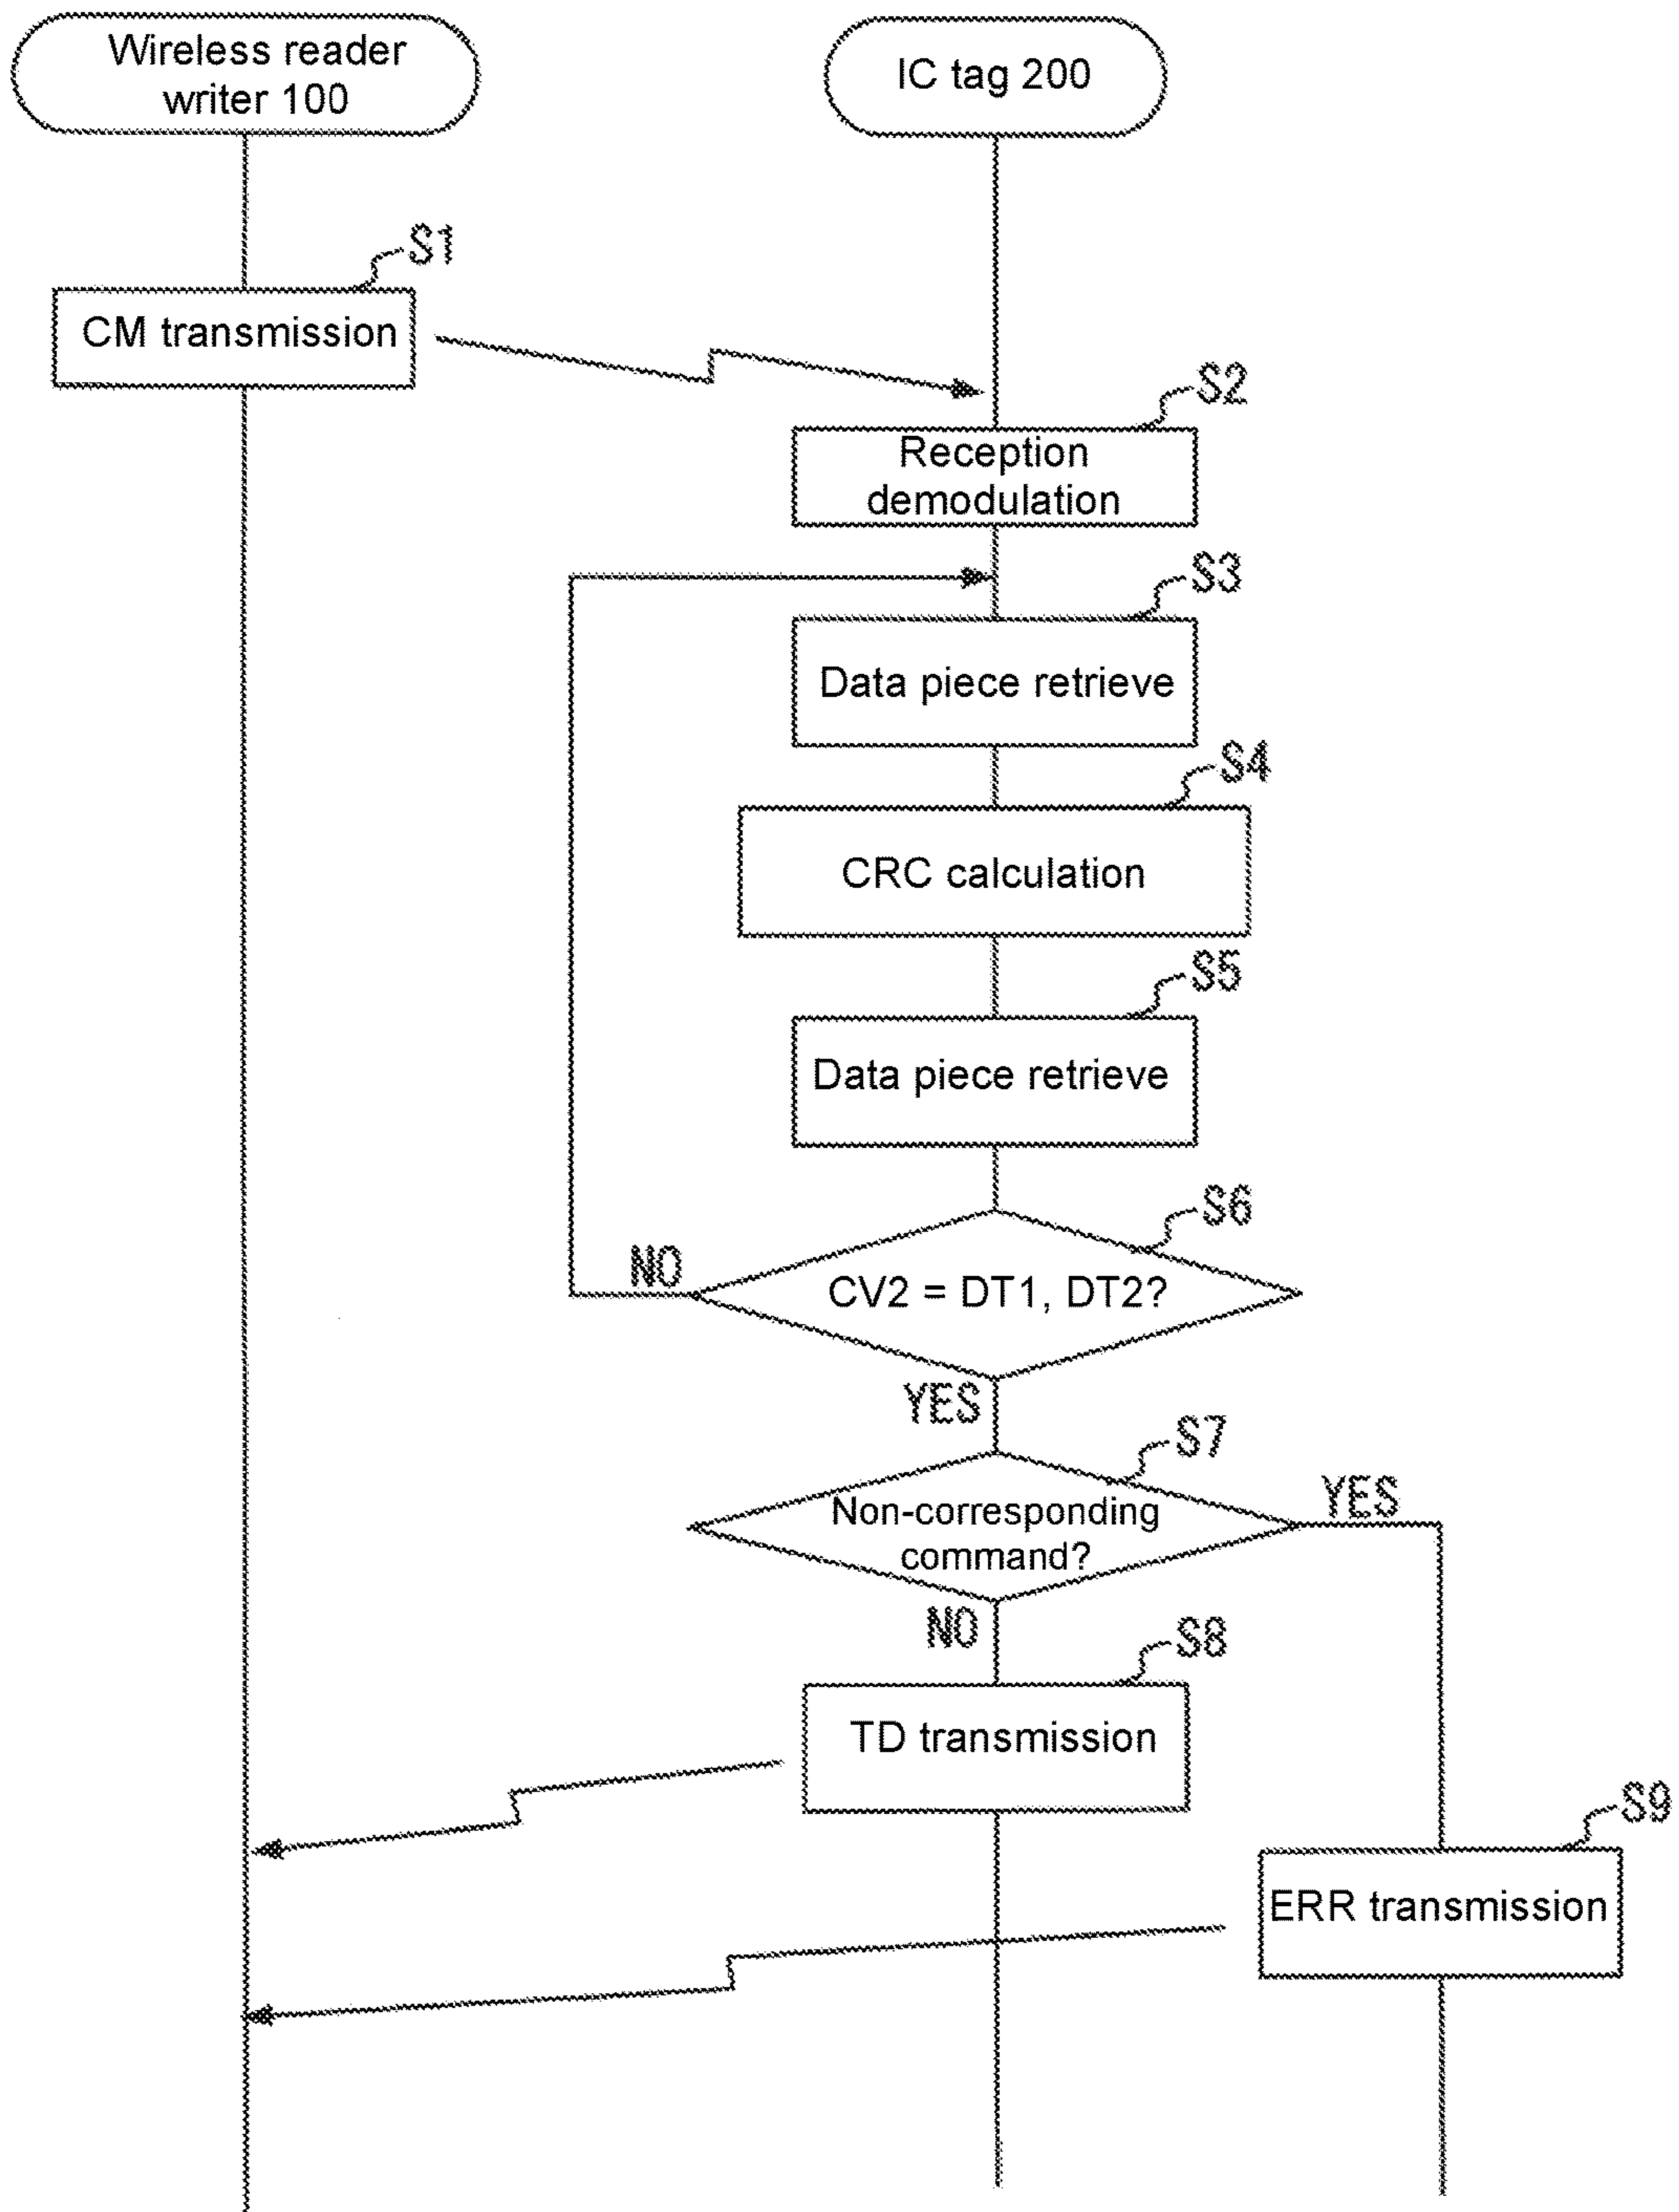 Wireless reader
writer 100
IC tag 200
S1
CM transmission
S2
Reception
demodulation
S3
Data piece retrieve
S4
CRC calculation
S5
Data piece retrieve
S6
NO
CV2 = DT1, DT2?
YES
S7
Non-corresponding
command?
YES
NO
S8
TD transmission
S9
ERR transmission